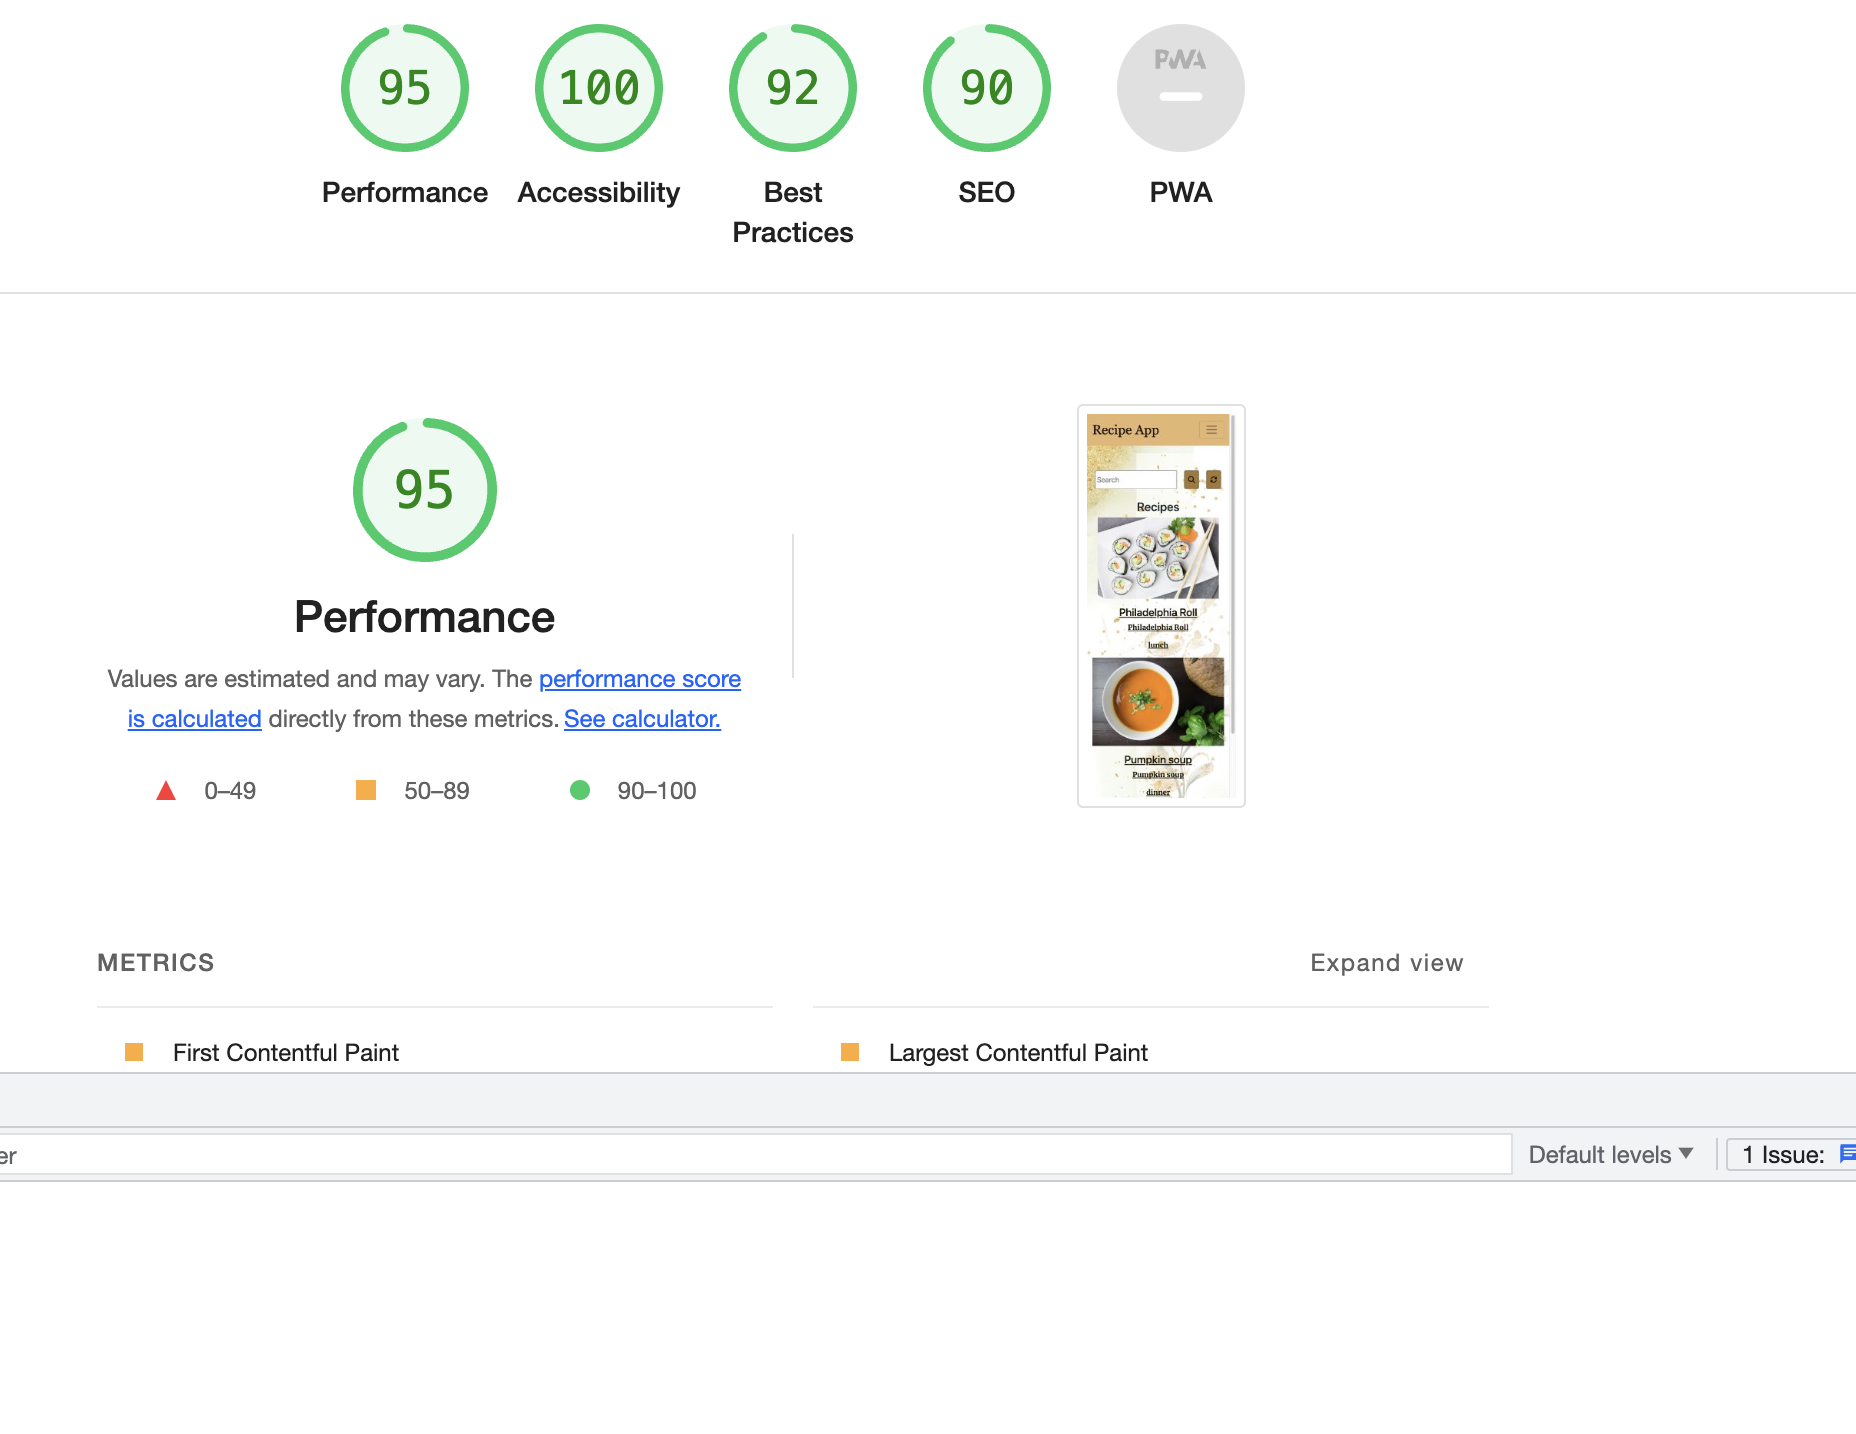 95
100
92
90
PWA
Performance
Accessibility
Best
Practices
SEO
PWA
95
Performance
Values are estimated and may vary. The performance score
is calculated directly from these metrics. See calculator.
0–49
50–89
90–100
Recipe App
Search
Recipes
Philadelphia Roll
Philadelphia Roll
lunch
Pumpkin soup
Pumpkin soup
dinner
METRICS
Expand view
First Contentful Paint
Largest Contentful Paint
er
Default levels
1 Issue: